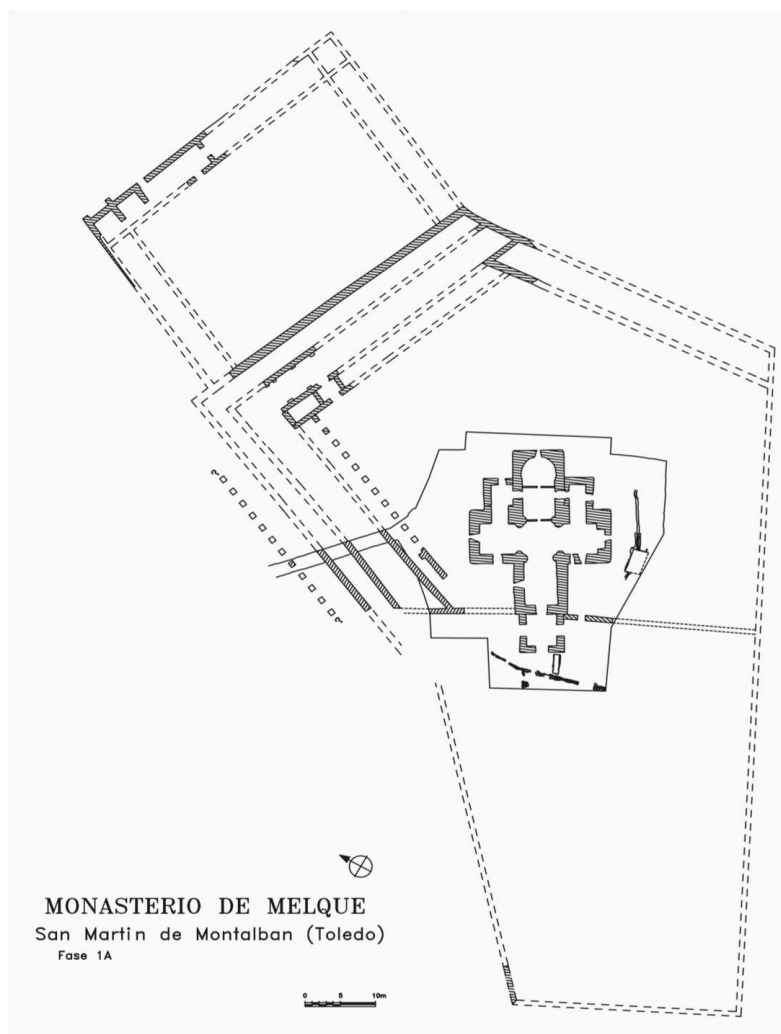 ?
?
MONASTERIO DE MELQUE
San Martin de Montalban (Toledo)
Fase 1A
0 5 10m